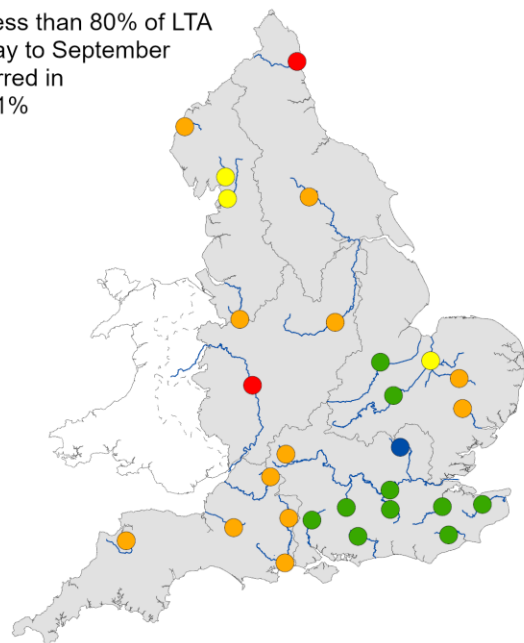 ess than 80% of LTA
ay to September
rred in
1%